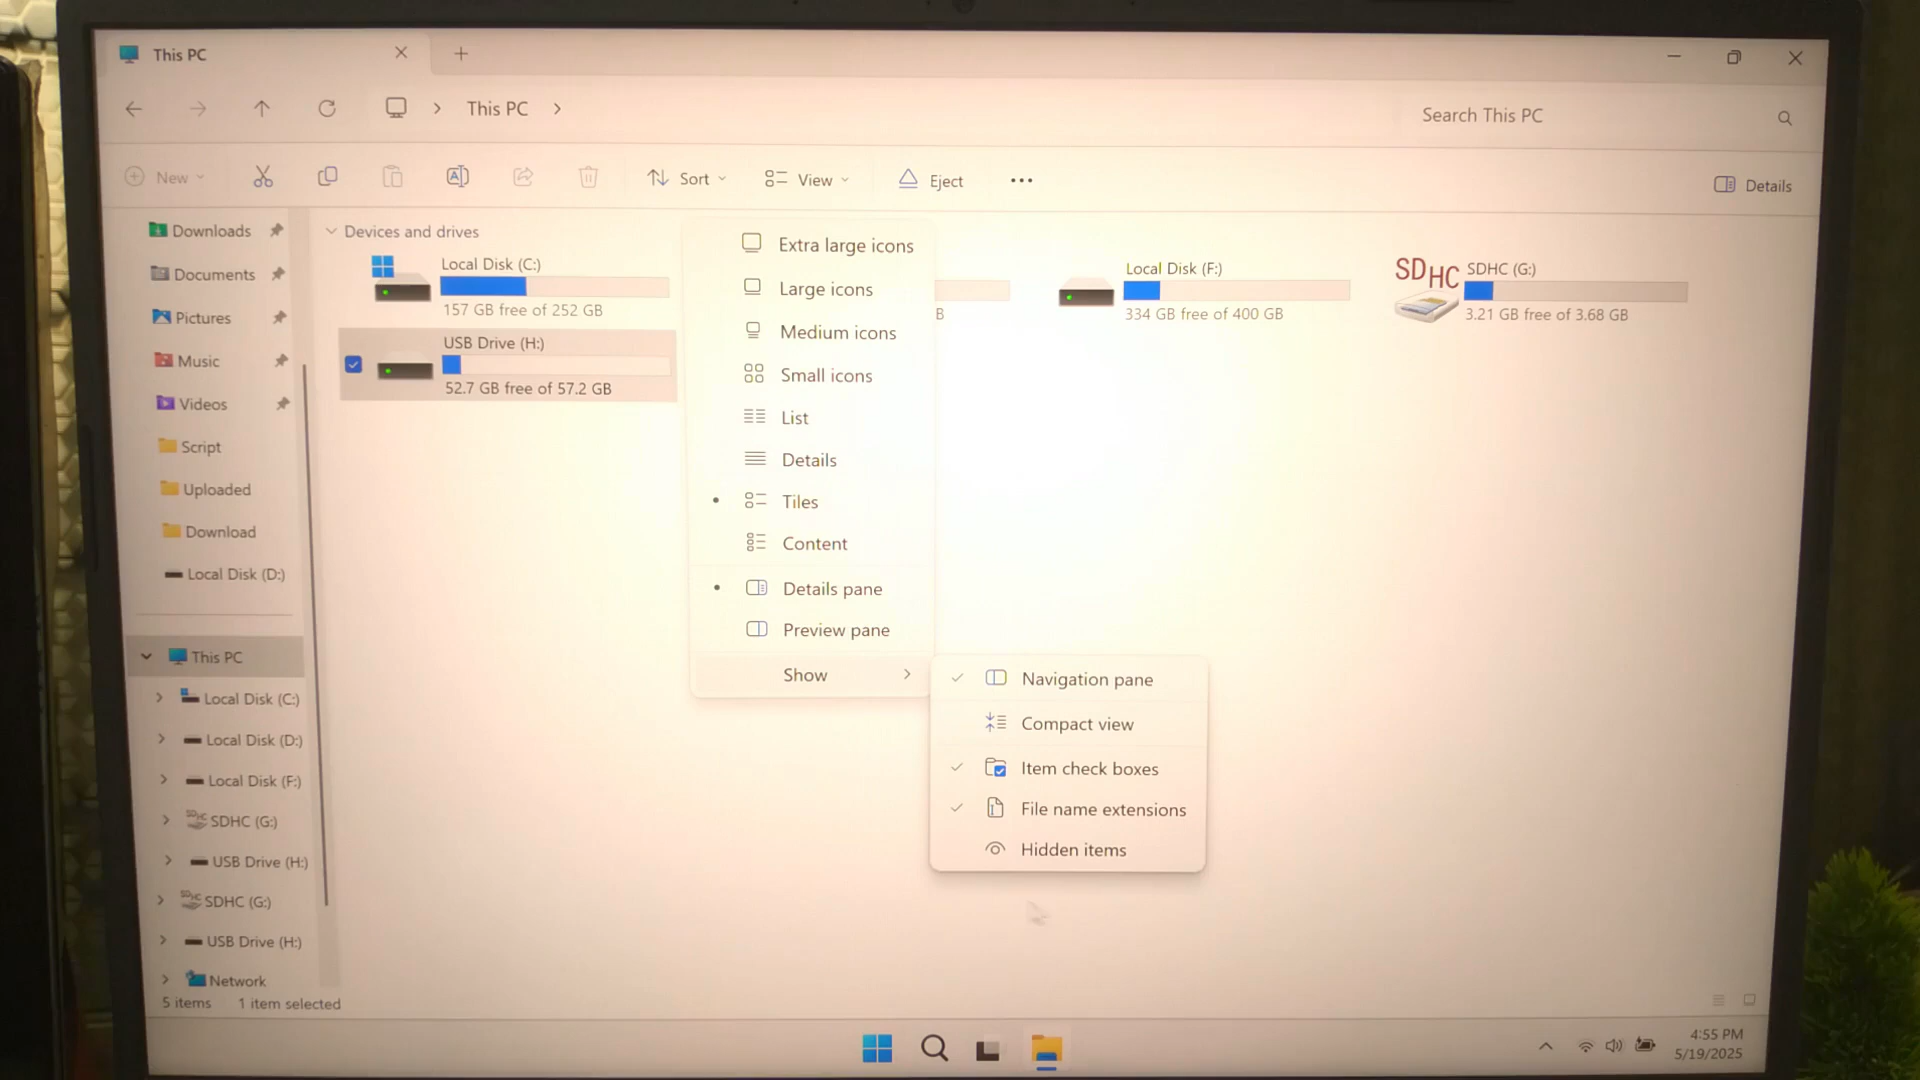 This PC
This PC
Search This PC
New
Sort
View
Eject
Details
Downloads
Documents
Pictures
Music
Videos
Script
Uploaded
Download
Local Disk (D:)
This PC
Local Disk (C:)
Local Disk (D:)
Local Disk (F:)
SDHC (G:)
USB Drive (H:)
SDHC (G:)
USB Drive (H:)
Network
5 items 1 item selected
Devices and drives
Local Disk (C:)
157 GB free of 252 GB
USB Drive (H:)
52.7 GB free of 57.2 GB
B
Local Disk (F:)
334 GB free of 400 GB
SDHC
SDHC (G:)
3.21 GB free of 3.68 GB
Extra large icons
Large icons
Medium icons
Small icons
List
Details
Tiles
Content
Details pane
Preview pane
Show
Navigation pane
Compact view
Item check boxes
File name extensions
Hidden items
4:55 PM
5/19/2025